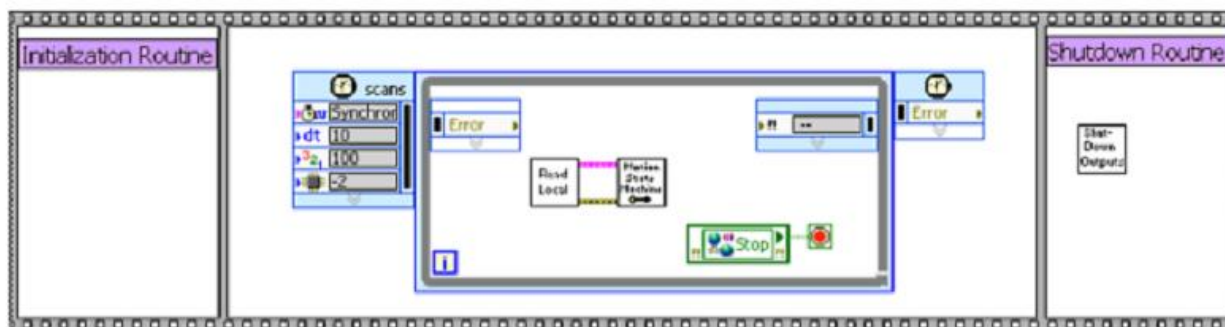 Initialization Routine
scans
Synchron
dt 10
321 100
-2
Error
Read
Local
Motion
State
Machine
--
Stop
i
Error
Shutdown Routine
Shut-
Down
Outputs